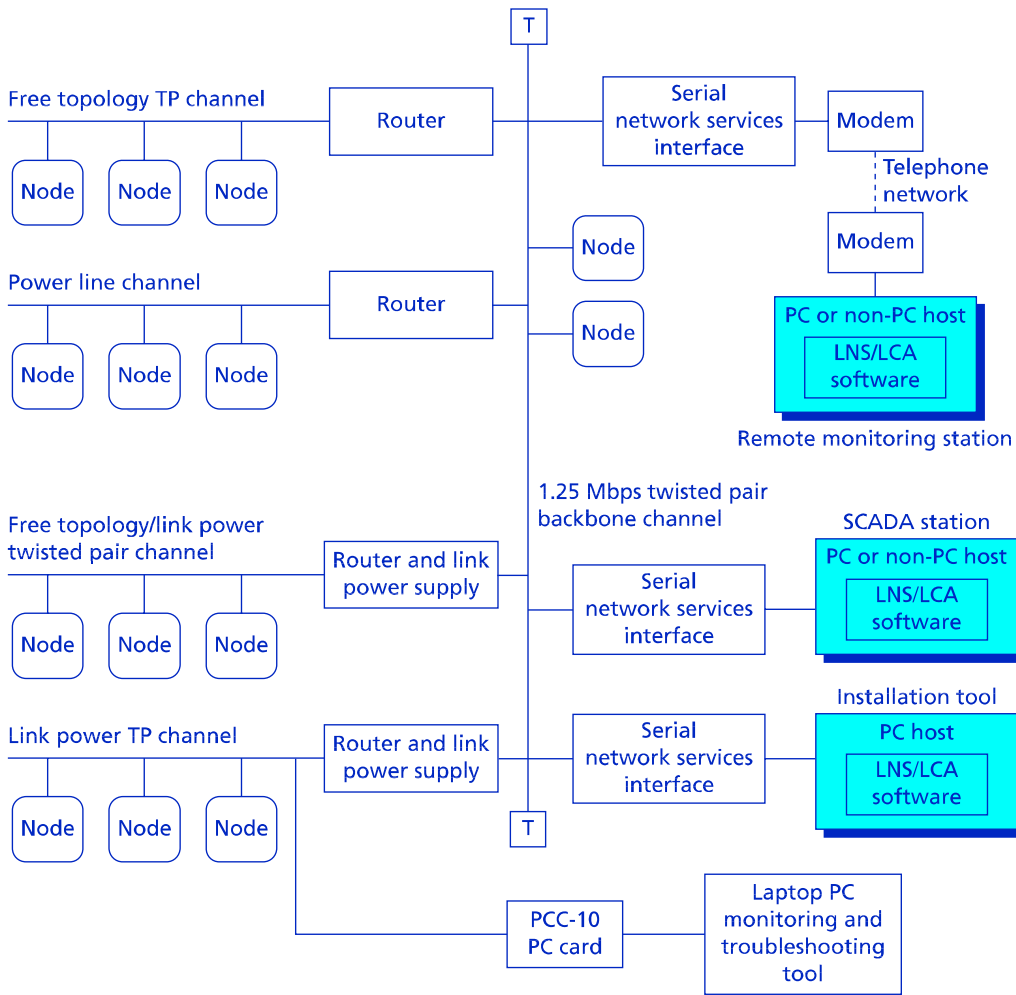 T
Free topology TP channel
Router
Serial
network services
interface
Modem
Node
Node
Node
Telephone
network
Modem
Node
Power line channel
Router
Node
PC or non-PC host
LNS/LCA
software
Node
Node
Node
Remote monitoring station
1.25 Mbps twisted pair
backbone channel
Free topology/link power
twisted pair channel
Router and link
power supply
SCADA station
PC or non-PC host
LNS/LCA
software
Serial
network services
interface
Node
Node
Node
Link power TP channel
Router and link
power supply
Serial
network services
interface
Installation tool
PC host
LNS/LCA
software
Node
Node
Node
T
PCC-10
PC card
Laptop PC
monitoring and
troubleshooting
tool